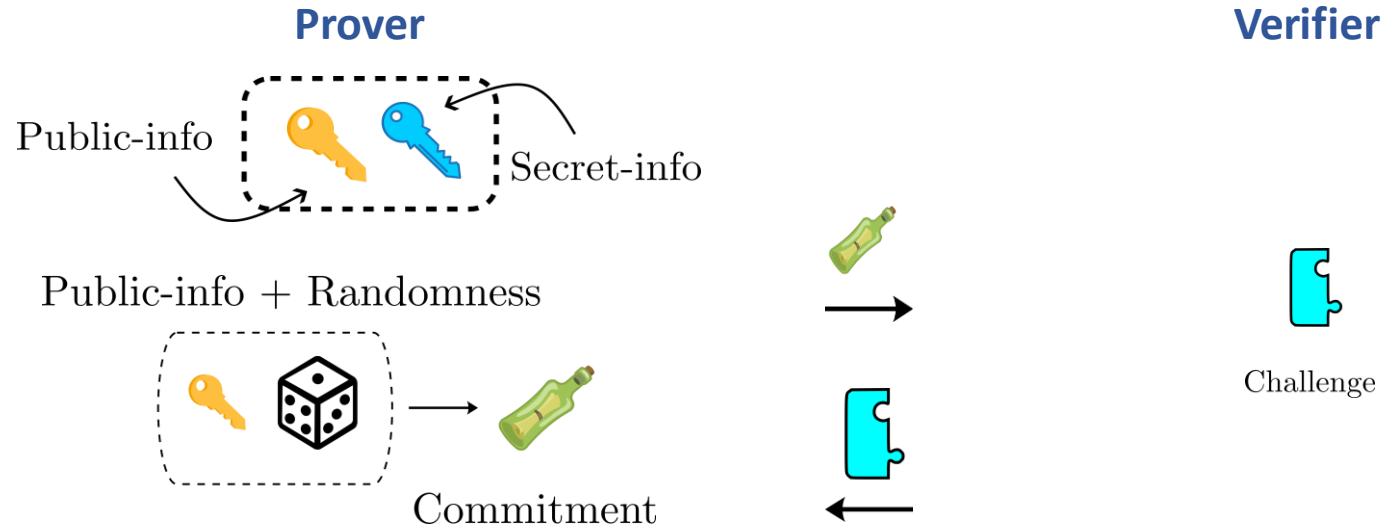 Prover
Verifier
Public-info
Secret-info
Public-info + Randomness
Challenge
Commitment